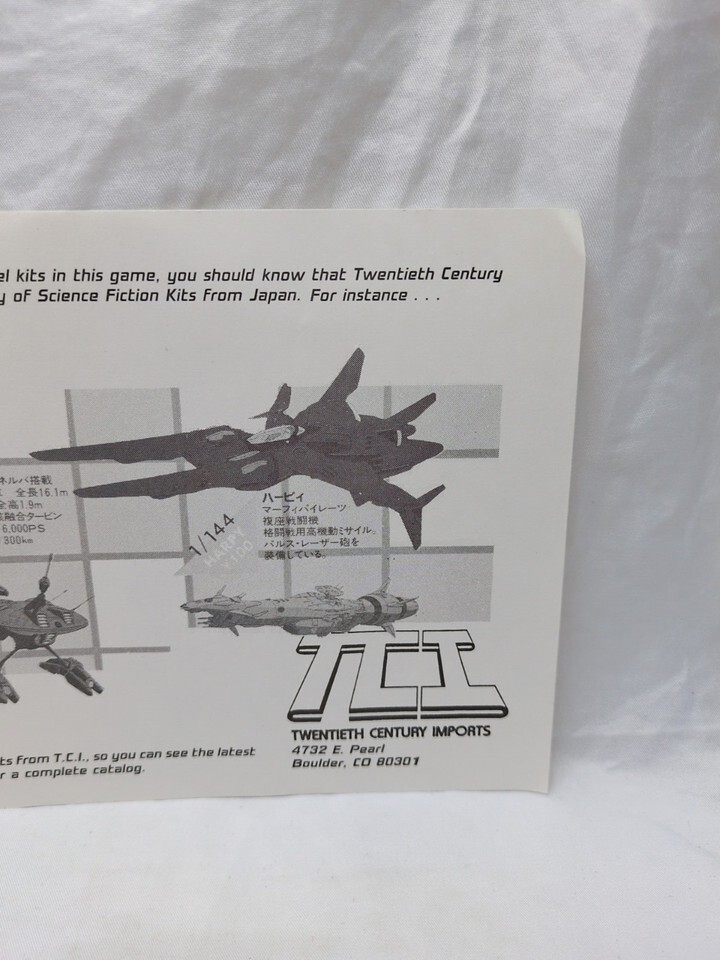 el kits in this game, you should know that Twentieth Century
y of Science Fiction Kits from Japan. For instance . . .
ネルバ搭載
全長16.1m
全高1.9m
融合タービン
6,000PS
300km
1/144
HARPY
¥100
ハーピィ
マーフィパイレーツ
複座戦闘機
格闘戦用高機動ミサイル。
パルス・レーザー砲を
装備している。
TCI
TWENTIETH CENTURY IMPORTS
4732 E. Pearl
Boulder, CO 80301
ts from T.C.I., so you can see the latest
r a complete catalog.